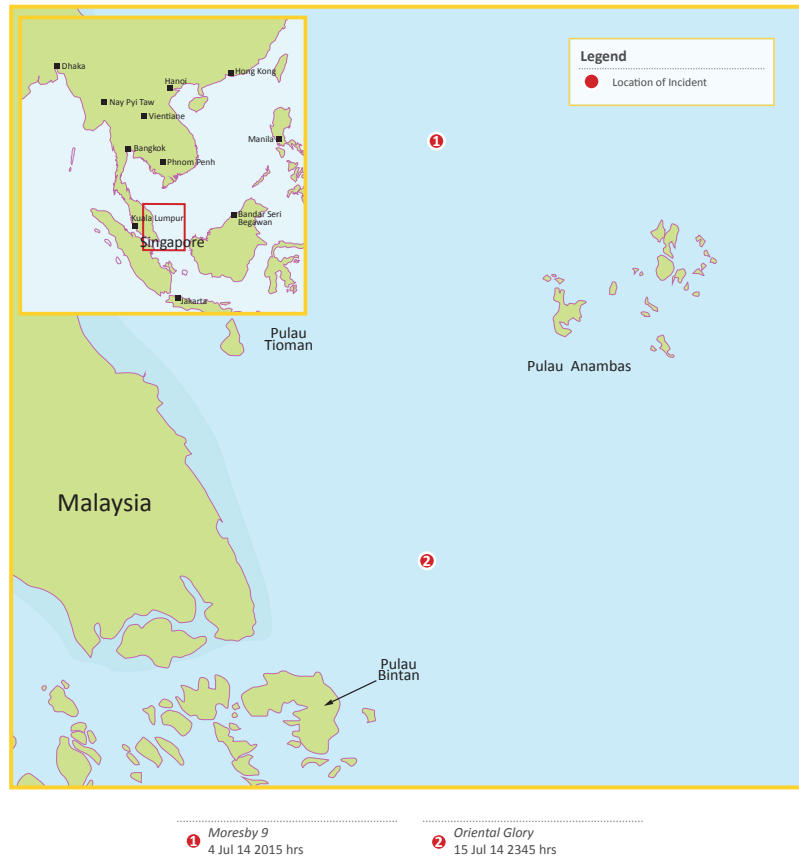 Dhaka
Hanoi
Hong Kong
Nay Pyi Taw
Vientiane
Manila
Bangkok
Phnom Penh
Kuala Lumpur
Bandar Seri
Begawan
Singapore
Jakarta
Legend
Location of Incident
1
Pulau
Tioman
Pulau Anambas
Malaysia
2
Pulau
Bintan
1 Moresby 9
4 Jul 14 2015 hrs
2 Oriental Glory
15 Jul 14 2345 hrs